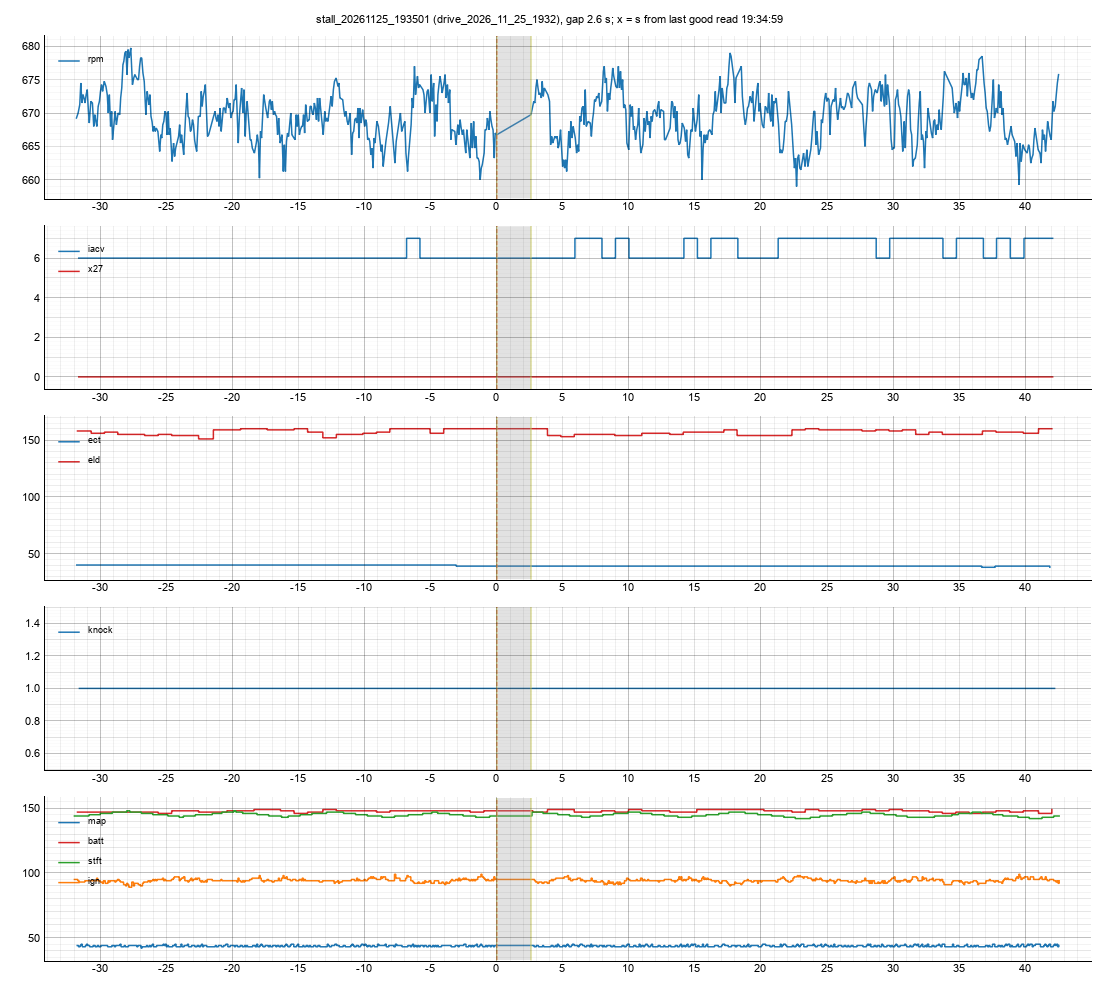 stall_20261125_193501 (drive_2026_11_25_1932), gap 2.6 s; x = s from last good read 19:34:59
680
675
670
665
660
rpm
-30 -25 -20 -15 -10 -5 0 5 10 15 20 25 30 35 40
6
4
2
0
iacv
x27
-30 -25 -20 -15 -10 -5 0 5 10 15 20 25 30 35 40
150
100
50
ect
eld
-30 -25 -20 -15 -10 -5 0 5 10 15 20 25 30 35 40
1.4
1.2
1.0
0.8
0.6
knock
-30 -25 -20 -15 -10 -5 0 5 10 15 20 25 30 35 40
150
100
50
map
batt
stft
ign
-30 -25 -20 -15 -10 -5 0 5 10 15 20 25 30 35 40